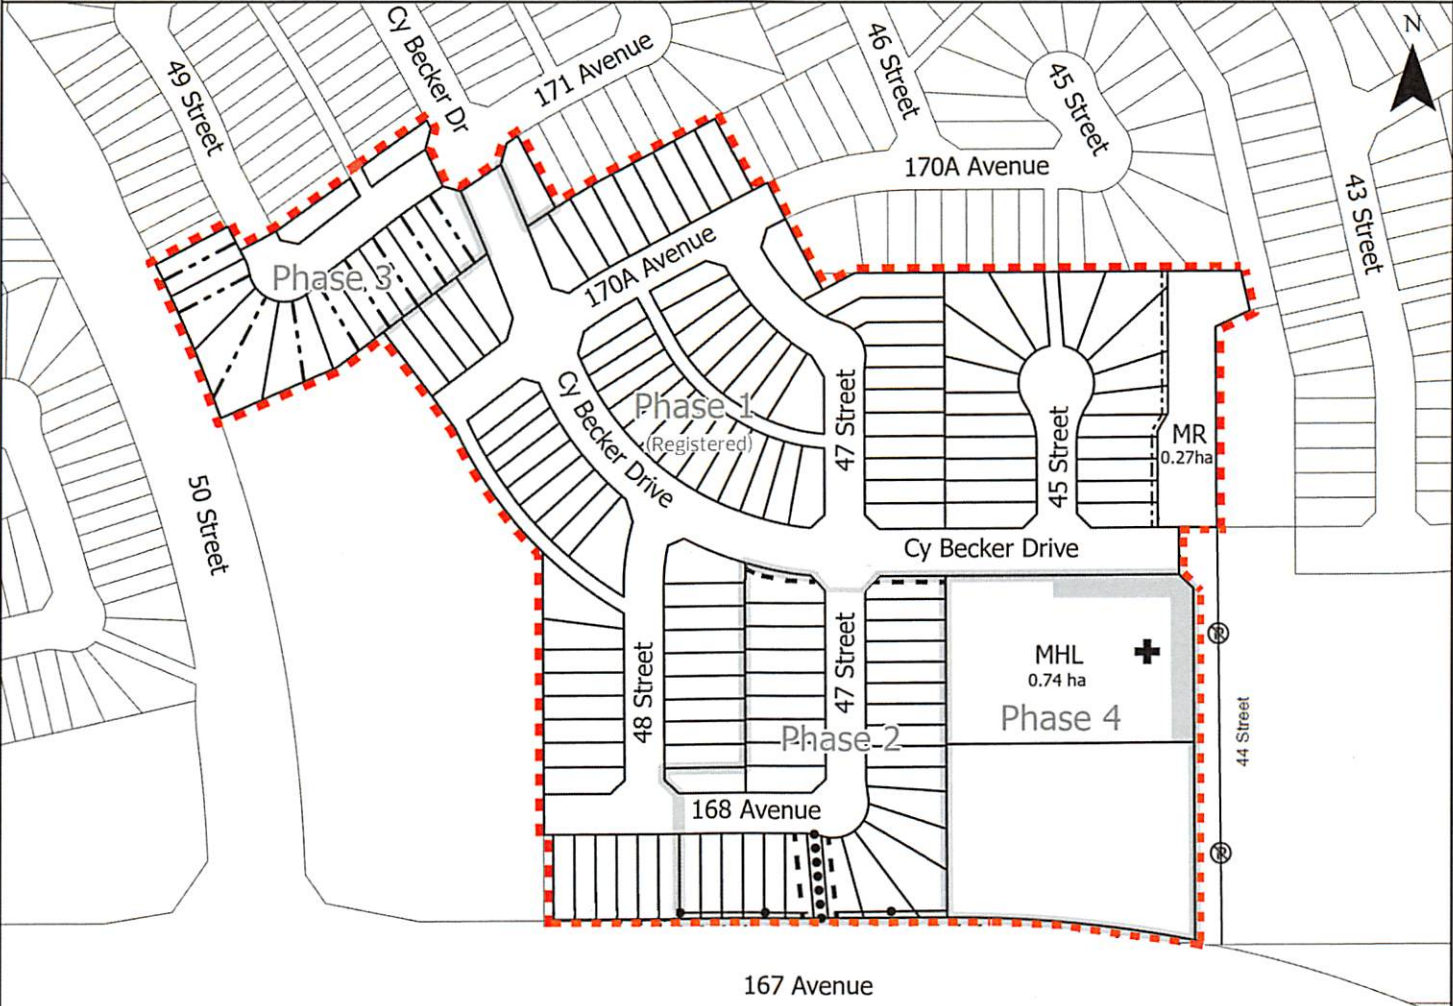 N
49 Street
Cy Becker Dr
171 Avenue
46 Street
45 Street
170A Avenue
43 Street
Phase 3
170A Avenue
Cy Becker Drive
Phase 1
(Registered)
47 Street
45 Street
MR
0.27ha
50 Street
Cy Becker Drive
48 Street
47 Street
MHL
0.74 ha
Phase 4
44 Street
Phase 2
168 Avenue
167 Avenue